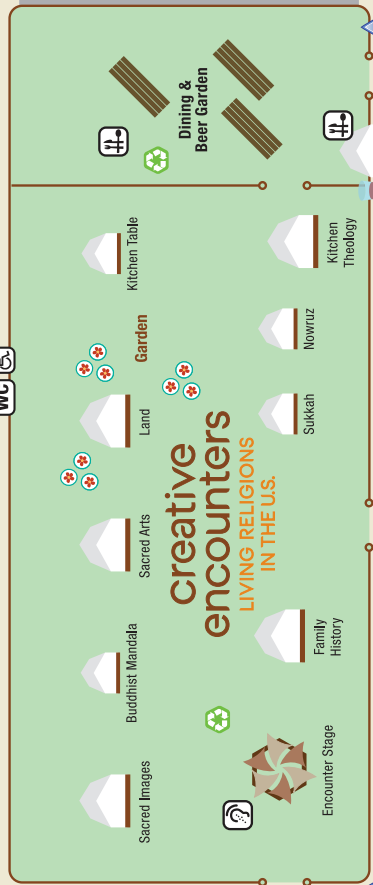 Dining &
Beer Garden
Kitchen Table
Kitchen
Theology
Garden
Nowruz
Land
Sukkah
creative
encounters
LIVING RELIGIONS
IN THE U.S.
Sacred Arts
Buddhist Mandala
Family
History
Sacred Images
Encounter Stage
WC